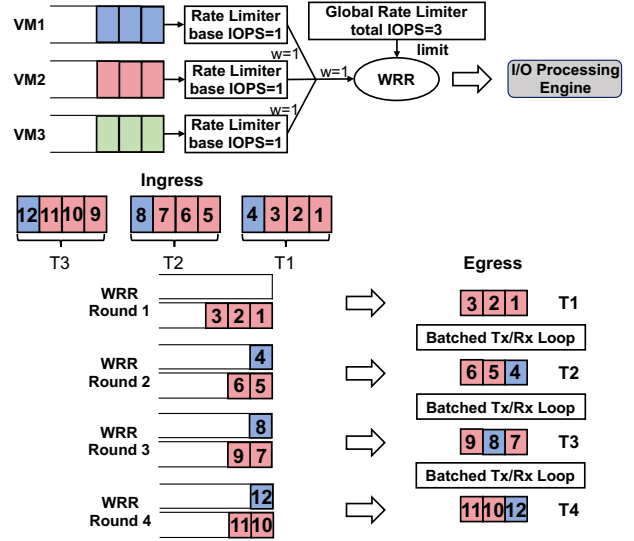 VM1
Rate Limiter
base IOPS=1
Global Rate Limiter
total IOPS=3
limit
w=1
VM2
Rate Limiter
base IOPS=1
w=1
WRR
I/O Processing
Engine
w=1
VM3
Rate Limiter
base IOPS=1
Ingress
12 11 10 9
8 7 6 5
4 3 2 1
T3
T2
T1
Egress
WRR
Round 1
3 2 1
3 2 1
T1
Batched Tx/Rx Loop
WRR
Round 2
4
6 5
6 5 4
T2
Batched Tx/Rx Loop
WRR
Round 3
8
9 7
9 8 7
T3
Batched Tx/Rx Loop
WRR
Round 4
12
11 10
11 10 12
T4